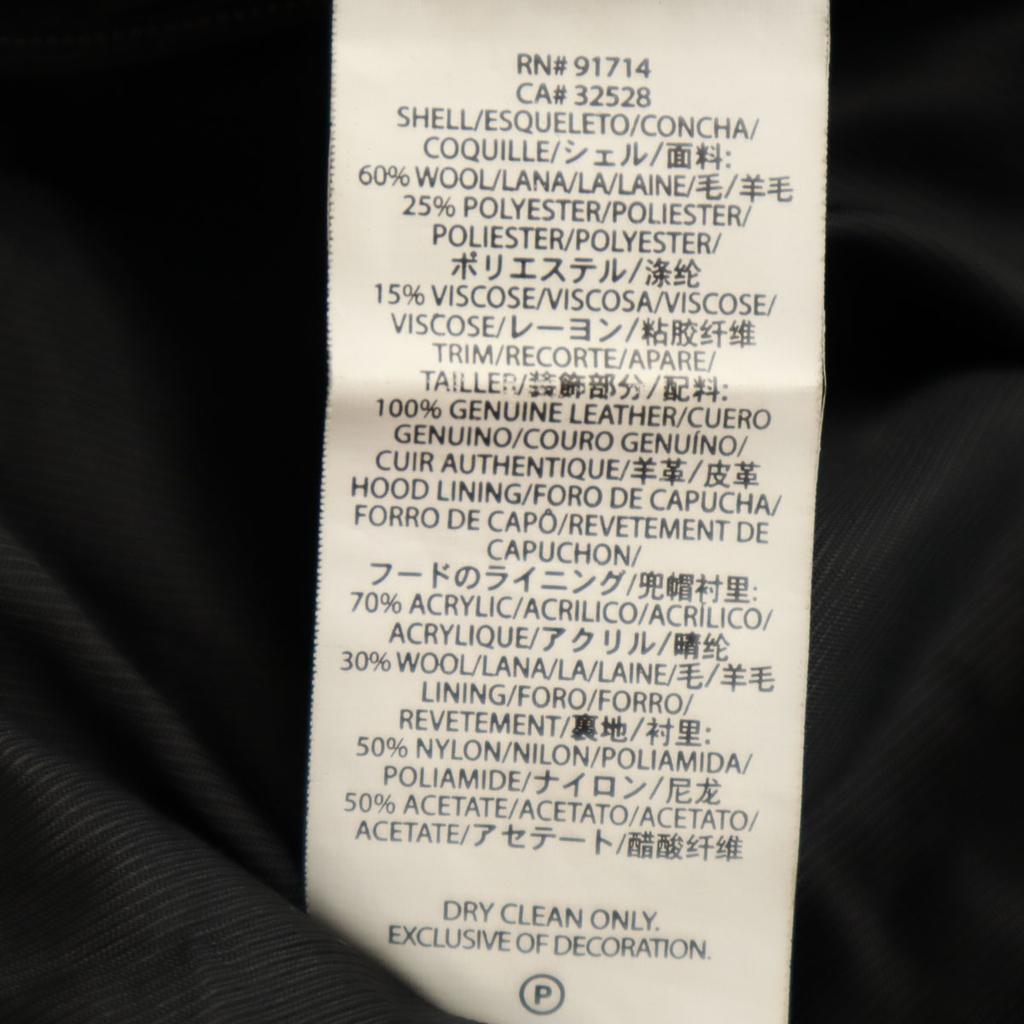 RN# 91714
CA# 32528
SHELL/ESQUELETO/CONCHA/
COQUILLE/シェル/面料:
60% WOOL/LANA/LA/LAINE/毛/羊毛
25% POLYESTER/POLIESTER/
POLIESTER/POLYESTER/
ポリエステル/涤纶
15% VISCOSE/VISCOSA/VISCOSE/
VISCOSE/レーヨン/粘胶纤维
TRIM/RECORTE/APARE/
TAILLER/装飾部分/配料:
100% GENUINE LEATHER/CUERO
GENUINO/COURO GENUÍNO/
CUIR AUTHENTIQUE/羊革/皮革
HOOD LINING/FORO DE CAPUCHA/
FORRO DE CAPÔ/REVETEMENT DE
CAPUCHON/
フードのライニング/兜帽衬里:
70% ACRYLIC/ACRILICO/ACRÍLICO/
ACRYLIQUE/アクリル/晴纶
30% WOOL/LANA/LA/LAINE/毛/羊毛
LINING/FORO/FORRO/
REVETEMENT/裏地/衬里:
50% NYLON/NILON/POLIAMIDA/
POLIAMIDE/ナイロン/尼龙
50% ACETATE/ACETATO/ACETATO/
ACETATE/アセテート/醋酸纤维
DRY CLEAN ONLY.
EXCLUSIVE OF DECORATION.
P